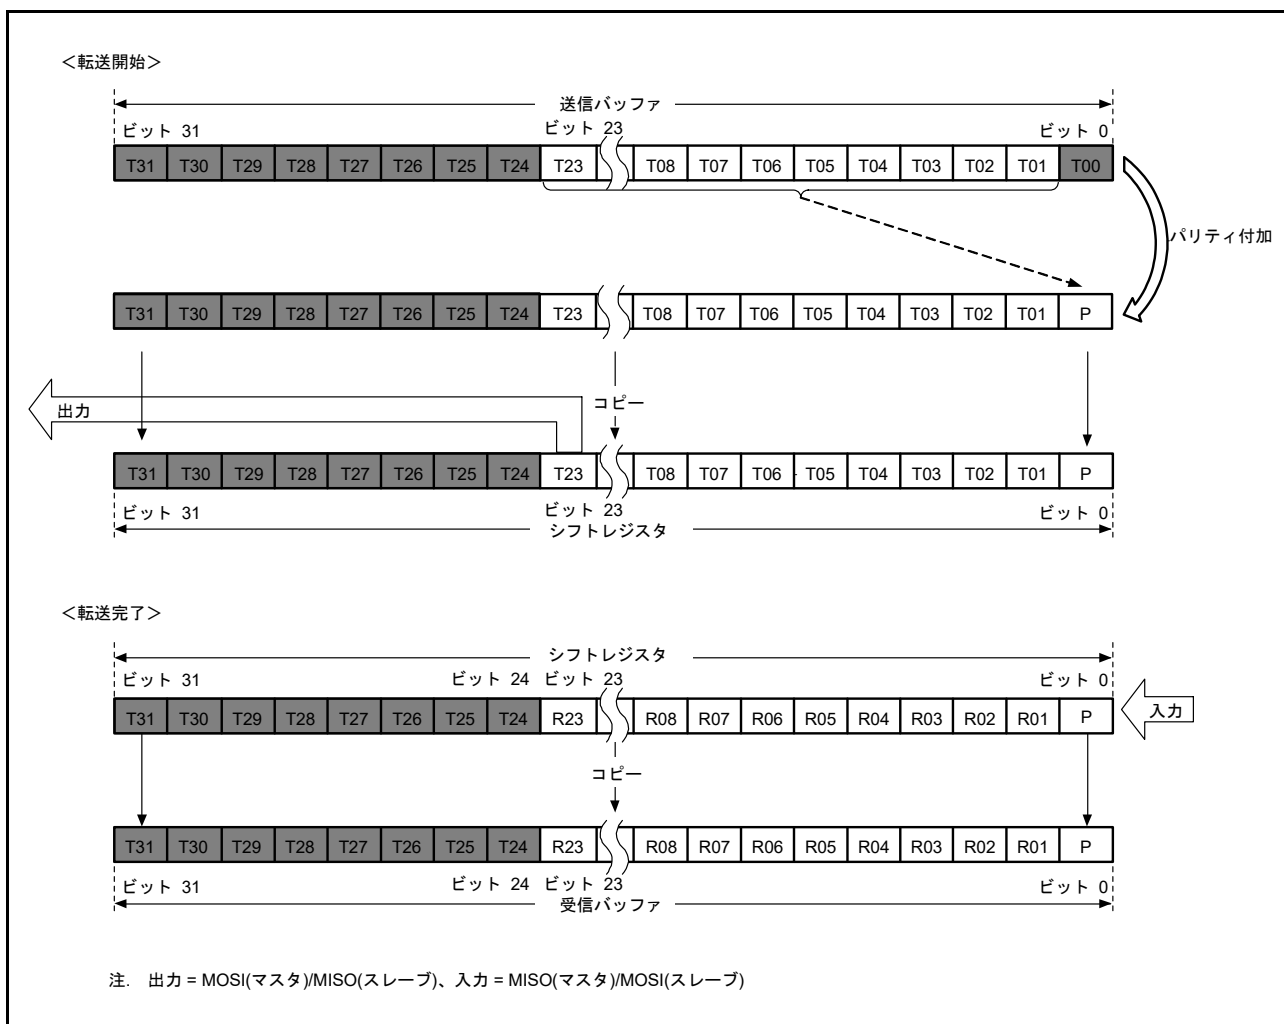 ＜転送開始＞
送信バッファ
ビット 31 ビット 23 ビット 0
T31 T30 T29 T28 T27 T26 T25 T24 T23 T08 T07 T06 T05 T04 T03 T02 T01 T00
パリティ付加
T31 T30 T29 T28 T27 T26 T25 T24 T23 T08 T07 T06 T05 T04 T03 T02 T01 P
コピー
出力
T31 T30 T29 T28 T27 T26 T25 T24 T23 T08 T07 T06 T05 T04 T03 T02 T01 P
ビット 31 ビット 23 ビット 0
シフトレジスタ
＜転送完了＞
シフトレジスタ
ビット 31 ビット 24 ビット 23 ビット 0
T31 T30 T29 T28 T27 T26 T25 T24 R23 R08 R07 R06 R05 R04 R03 R02 R01 P
入力
コピー
T31 T30 T29 T28 T27 T26 T25 T24 R23 R08 R07 R06 R05 R04 R03 R02 R01 P
ビット 31 ビット 24 ビット 23 ビット 0
受信バッファ
注. 出力 = MOSI(マスタ)/MISO(スレーブ)、入力 = MISO(マスタ)/MOSI(スレーブ)